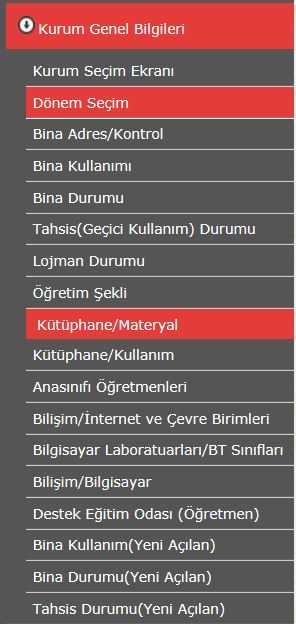 Kurum Genel Bilgileri
Kurum Seçim Ekranı
Dönem Seçim
Bina Adres/Kontrol
Bina Kullanımı
Bina Durumu
Tahsis(Geçici Kullanım) Durumu
Lojman Durumu
Öğretim Şekli
Kütüphane/Materyal
Kütüphane/Kullanım
Anasınıfı Öğretmenleri
Bilişim/İnternet ve Çevre Birimleri
Bilgisayar Laboratuarları/BT Sınıfları
Bilişim/Bilgisayar
Destek Eğitim Odası (Öğretmen)
Bina Kullanım(Yeni Açılan)
Bina Durumu(Yeni Açılan)
Tahsis Durumu(Yeni Açılan)